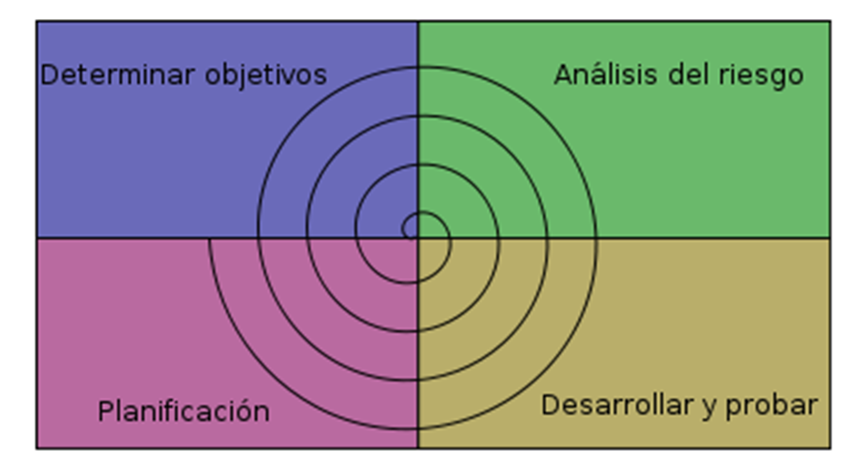 Determinar objetivos
Análisis del riesgo
Planificación
Desarrollar y probar